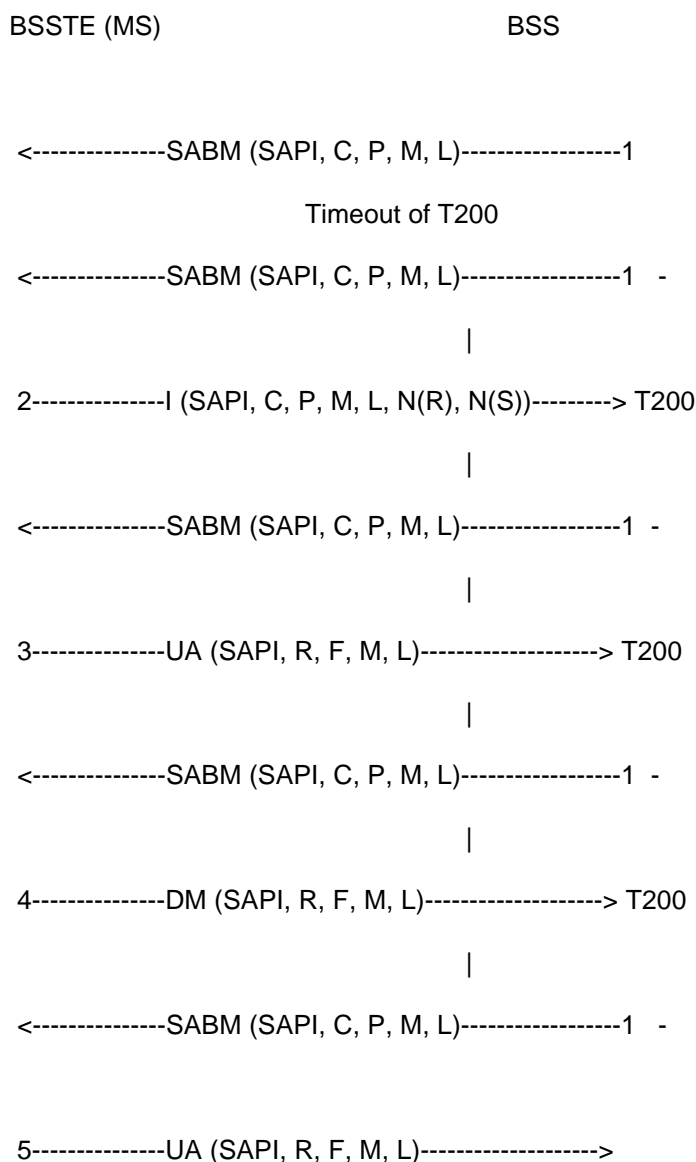 BSSTE (MS) BSS
<---------------SABM (SAPI, C, P, M, L)-----------------1
Timeout of T200
<---------------SABM (SAPI, C, P, M, L)-----------------1 -
|
2---------------I (SAPI, C, P, M, L, N(R), N(S))---------> T200
|
<---------------SABM (SAPI, C, P, M, L)-----------------1 -
|
3---------------UA (SAPI, R, F, M, L)--------------------> T200
|
<---------------SABM (SAPI, C, P, M, L)-----------------1 -
|
4---------------DM (SAPI, R, F, M, L)--------------------> T200
|
<---------------SABM (SAPI, C, P, M, L)-----------------1 -
5---------------UA (SAPI, R, F, M, L)-------------------->